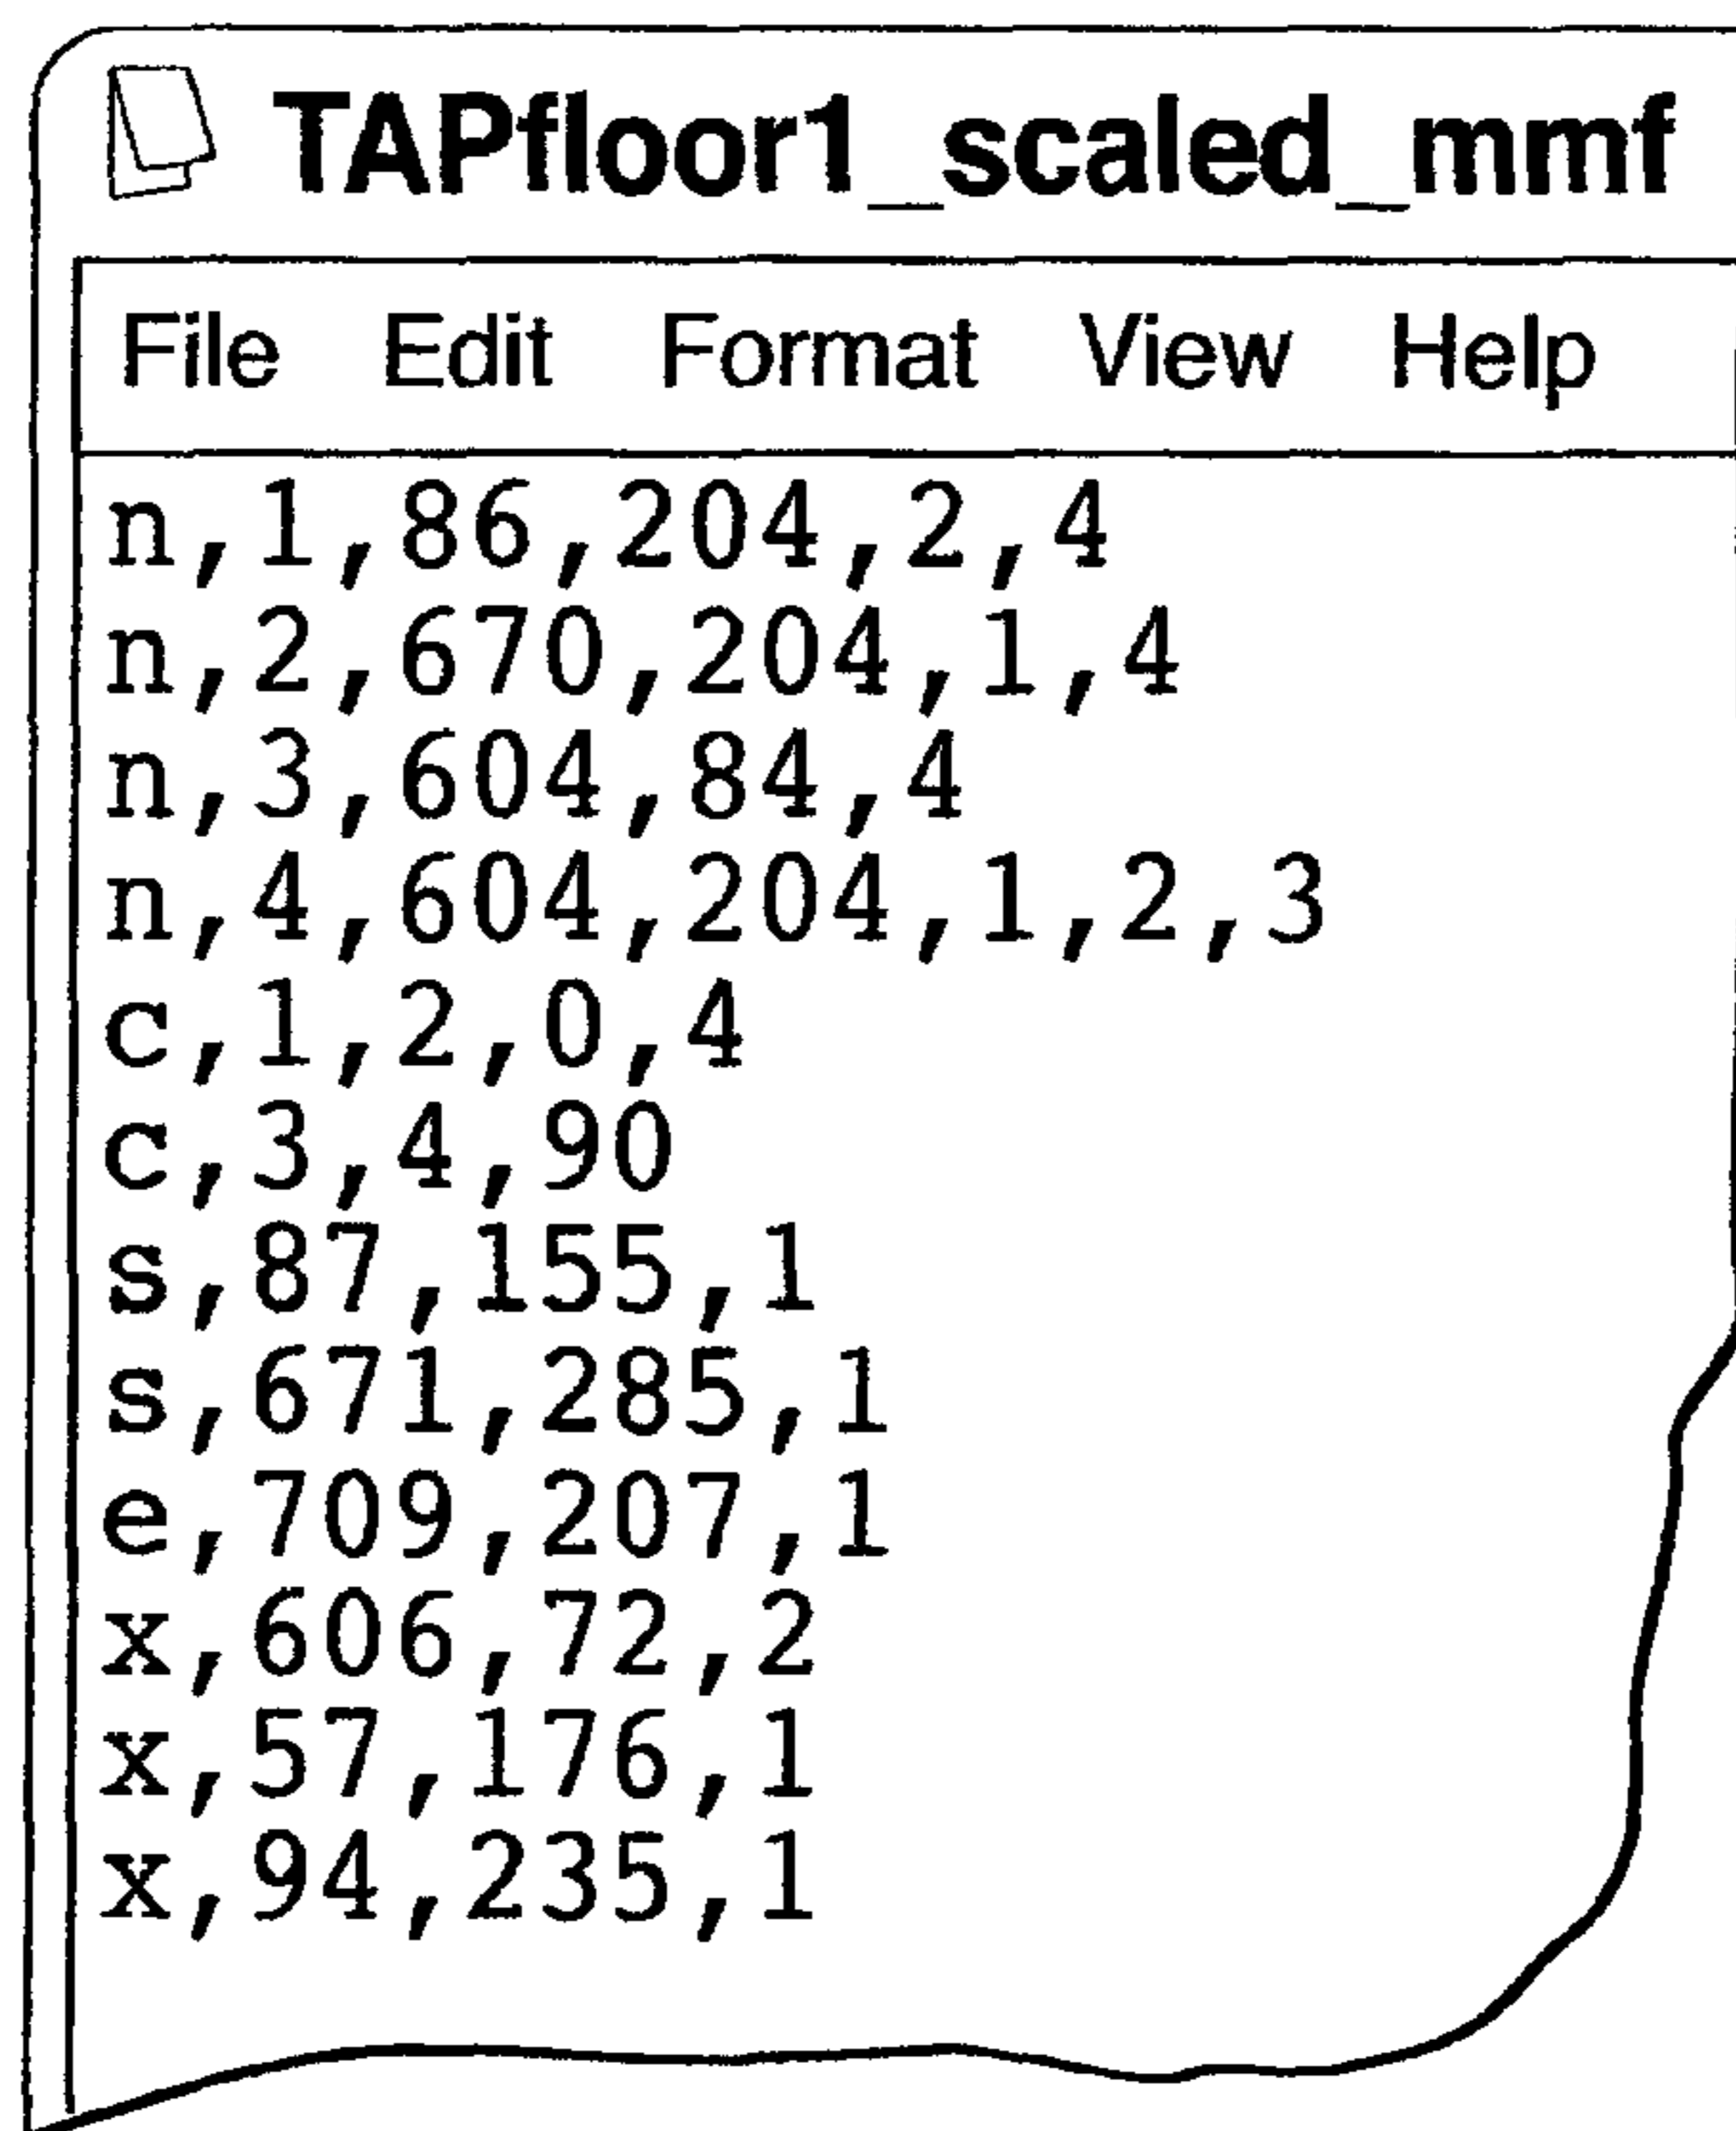 TAPfloor1_scaled_mmf
File Edit Format View Help
n,1,86,204,2,4
n,2,670,204,1,4
n,3,604,84,4
n,4,604,204,1,2,3
c,1,2,0,4
c,3,4,90
s,87,155,1
s,671,285,1
e,709,207,1
x,606,72,2
x,57,176,1
x,94,235,1